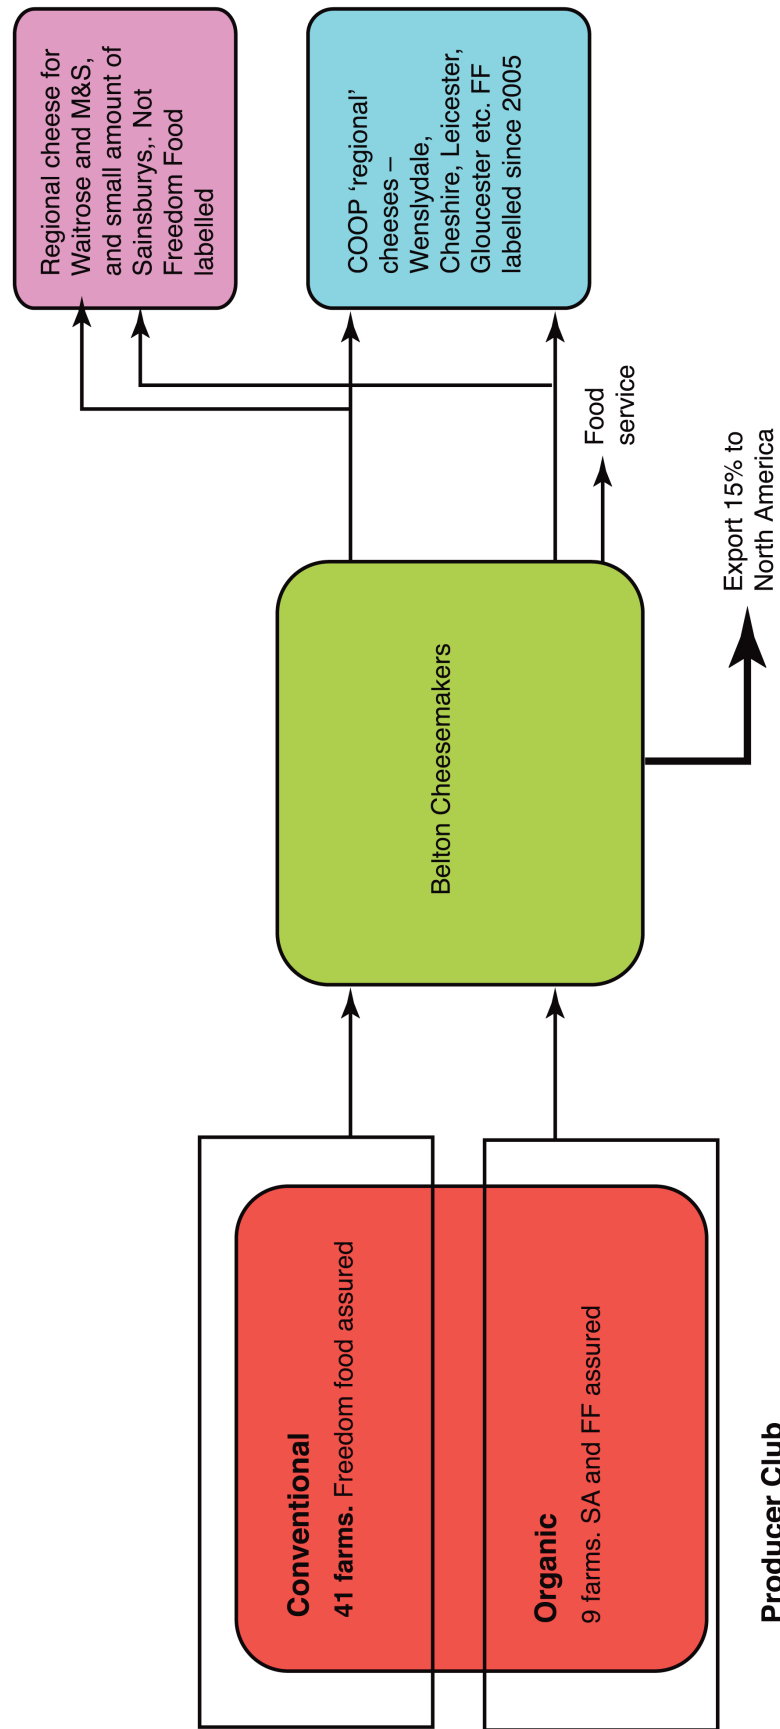 Conventional
41 farms. Freedom food assured
Organic
9 farms. SA and FF assured
Producer Club
Belton Cheesemakers
Regional cheese for
Waitrose and M&S,
and small amount of
Sainsburys,. Not
Freedom Food
labelled
COOP ‘regional’
cheeses –
Wenslydale,
Cheshire, Leicester,
Gloucester etc. FF
labelled since 2005
Food
service
Export 15% to
North America